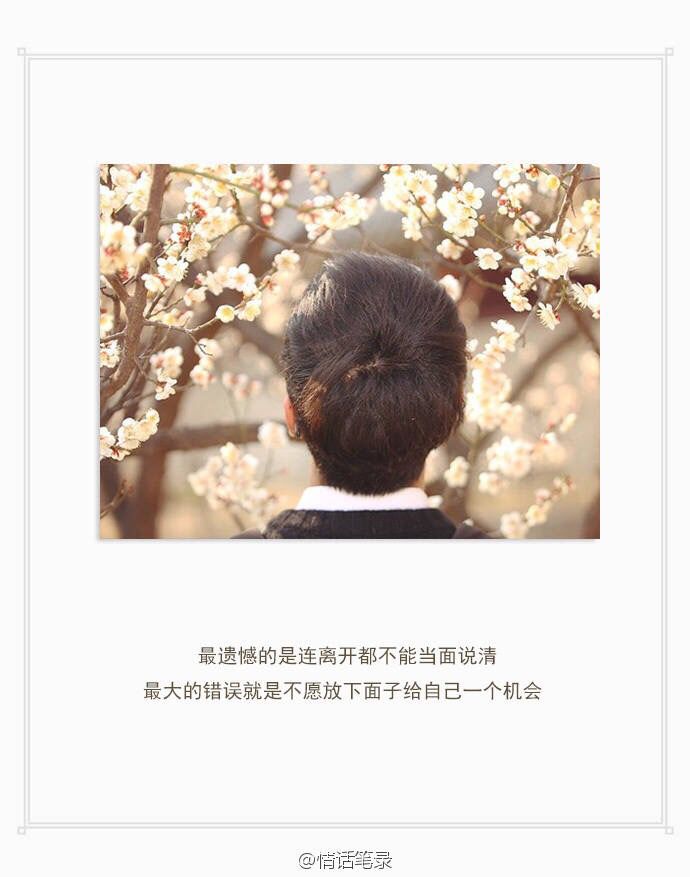 最遗憾的是连离开都不能当面说清
最大的错误就是不愿放下面子给自己一个机会
@情话笔录